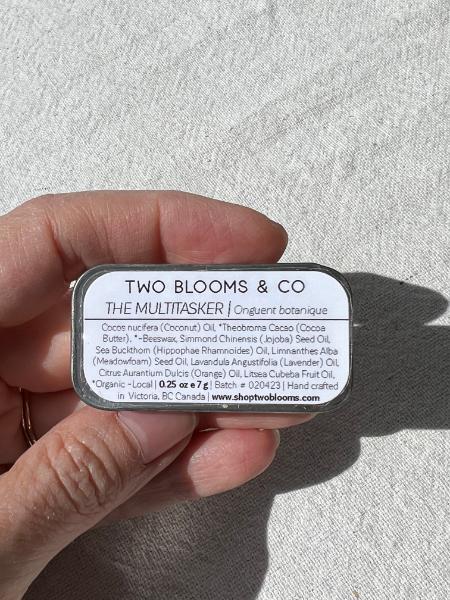 TWO BLOOMS & CO
THE MULTITASKER | Onguent botanique
Cocos nucifera (Coconut) Oil, *Theobroma Cacao (Cocoa
Butter), *~Beeswax, Simmond Chinensis (Jojoba) Seed Oil,
Sea Buckthorn (Hippophae Rhamnoides) Oil, Limnanthes Alba
(Meadowfoam) Seed Oil, Lavandula Angustifolia (Lavender) Oil,
Citrus Aurantium Dulcis (Orange) Oil, Litsea Cubeba Fruit Oil,
*Organic ~Local | 0.25 oz e 7 g | Batch # 020423 | Hand crafted
in Victoria, BC Canada | www.shoptwoblooms.com